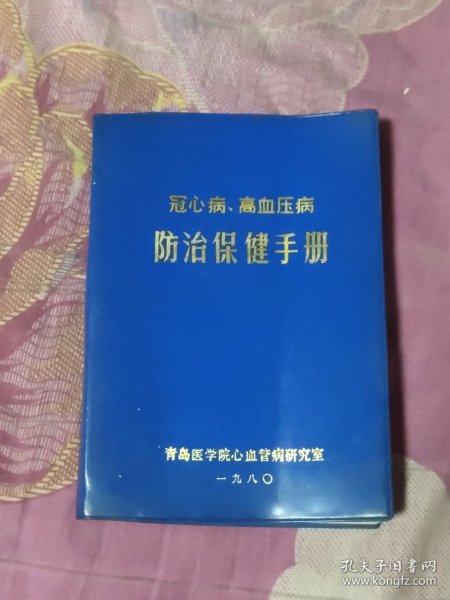 冠心病、高血压病
防治保健手册
青岛医学院心血管病研究室
一九八〇
孔夫子旧书网
www.kongfz.com